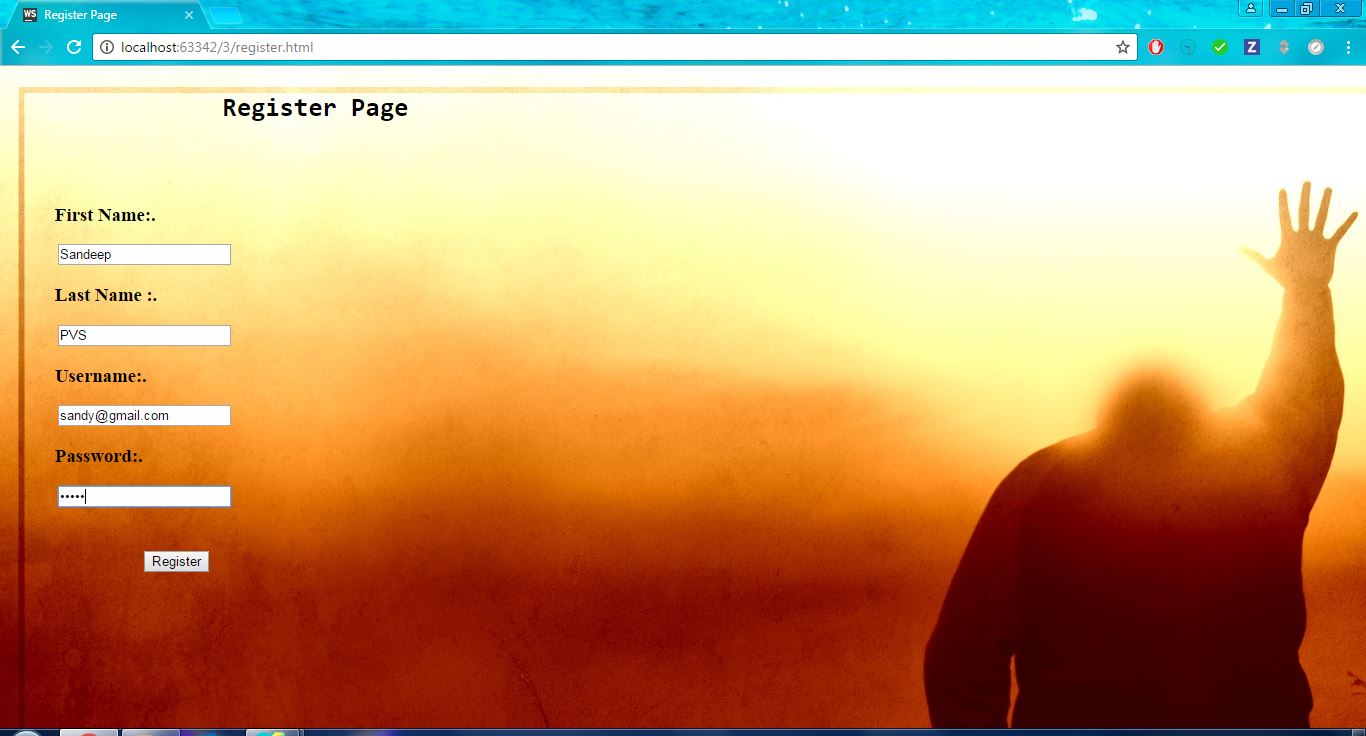 WS Register Page
localhost:63342/3/register.html
Z
Register Page
First Name:.
Sandeep
Last Name :.
PVS
Username:.
sandy@gmail.com
Password:.
•••••
Register